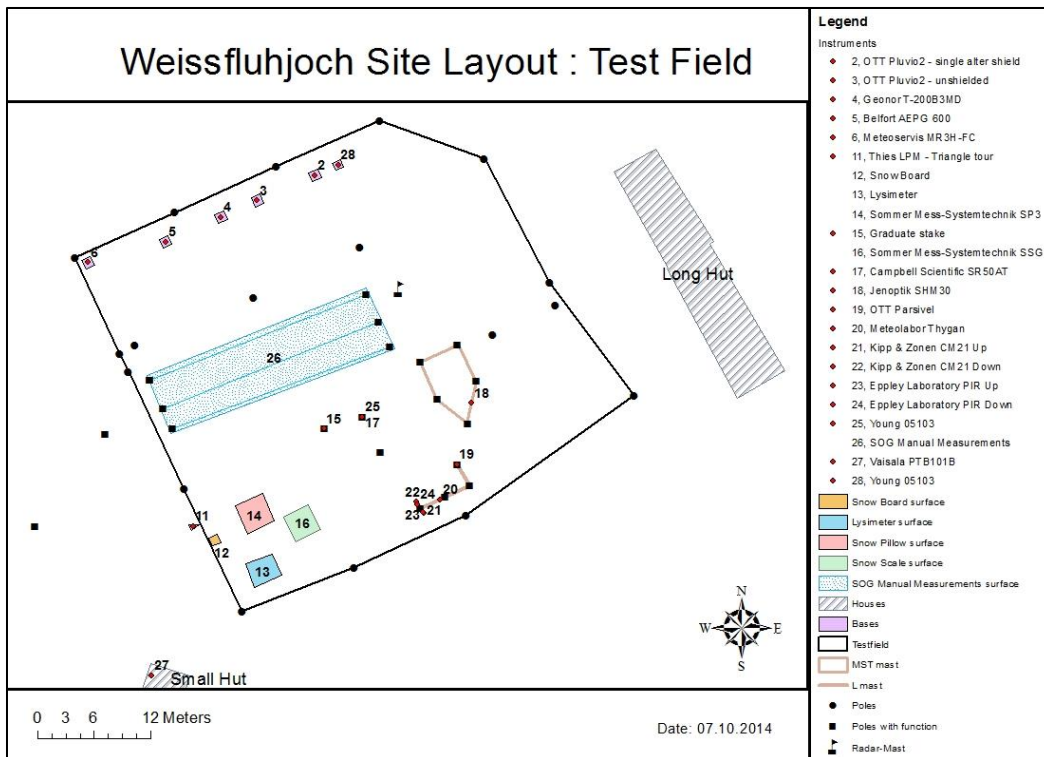 Weissfluhjoch Site Layout : Test Field
28
2
3
4
5
6
Long Hut
26
18
25
15
17
19
22
24
20
23
21
11
14
16
12
13
27
Small Hut
N
W
E
S
0 3 6 12 Meters
Date: 07.10.2014
Legend
Instruments
2, OTT Pluvio2 - single alter shield
3, OTT Pluvio2 - unshielded
4, Geonor T-200B3MD
5, Belfort AEPG 600
6, Meteoservis MR3H-FC
11, Thies LPM - Triangle tour
12, Snow Board
13, Lysimeter
14, Sommer Mess-Systemtechnik SP3
15, Graduate stake
16, Sommer Mess-Systemtechnik SSG
17, Campbell Scientific SR50AT
18, Jenoptik SHM30
19, OTT Parsivel
20, Meteolabor Thygan
21, Kipp & Zonen CM21 Up
22, Kipp & Zonen CM21 Down
23, Eppley Laboratory PIR Up
24, Eppley Laboratory PIR Down
25, Young 05103
26, SOG Manual Measurements
27, Vaisala PTB101B
28, Young 05103
Snow Board surface
Lysimeter surface
Snow Pillow surface
Snow Scale surface
SOG Manual Measurements surface
Houses
Bases
Testfield
MST mast
L mast
Poles
Poles with function
Radar-Mast